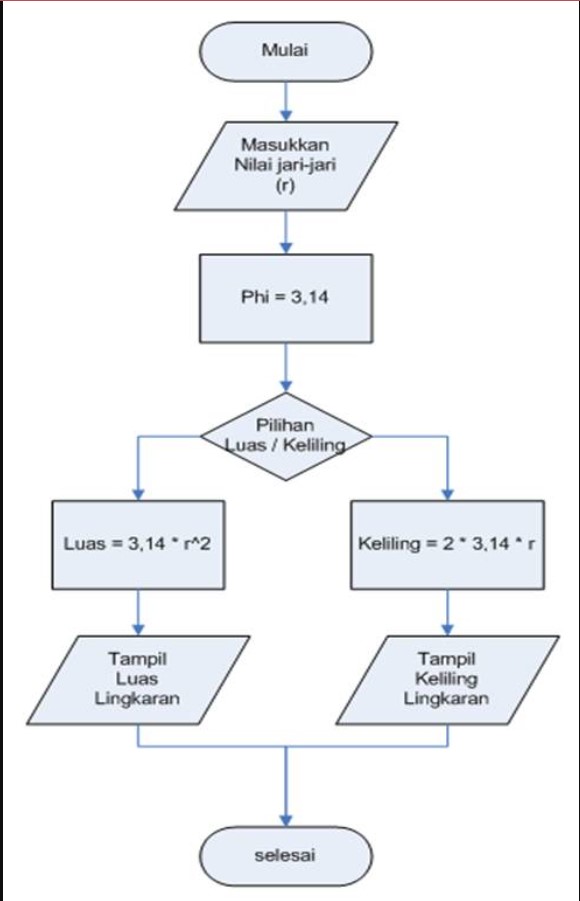 Mulai
Masukkan
Nilai jari-jari
(r)
Phi = 3,14
Pilihan
Luas / Keliling
Luas = 3,14 * r^2
Keliling = 2 * 3,14 * r
Tampil
Luas
Lingkaran
Tampil
Keliling
Lingkaran
selesai